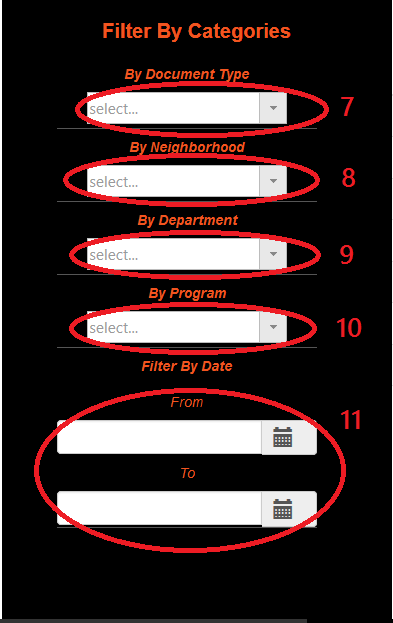 Filter By Categories
By Document Type
select... 7
By Neighborhood
select... 8
By Department
select... 9
By Program
select... 10
Filter By Date
From
11
To